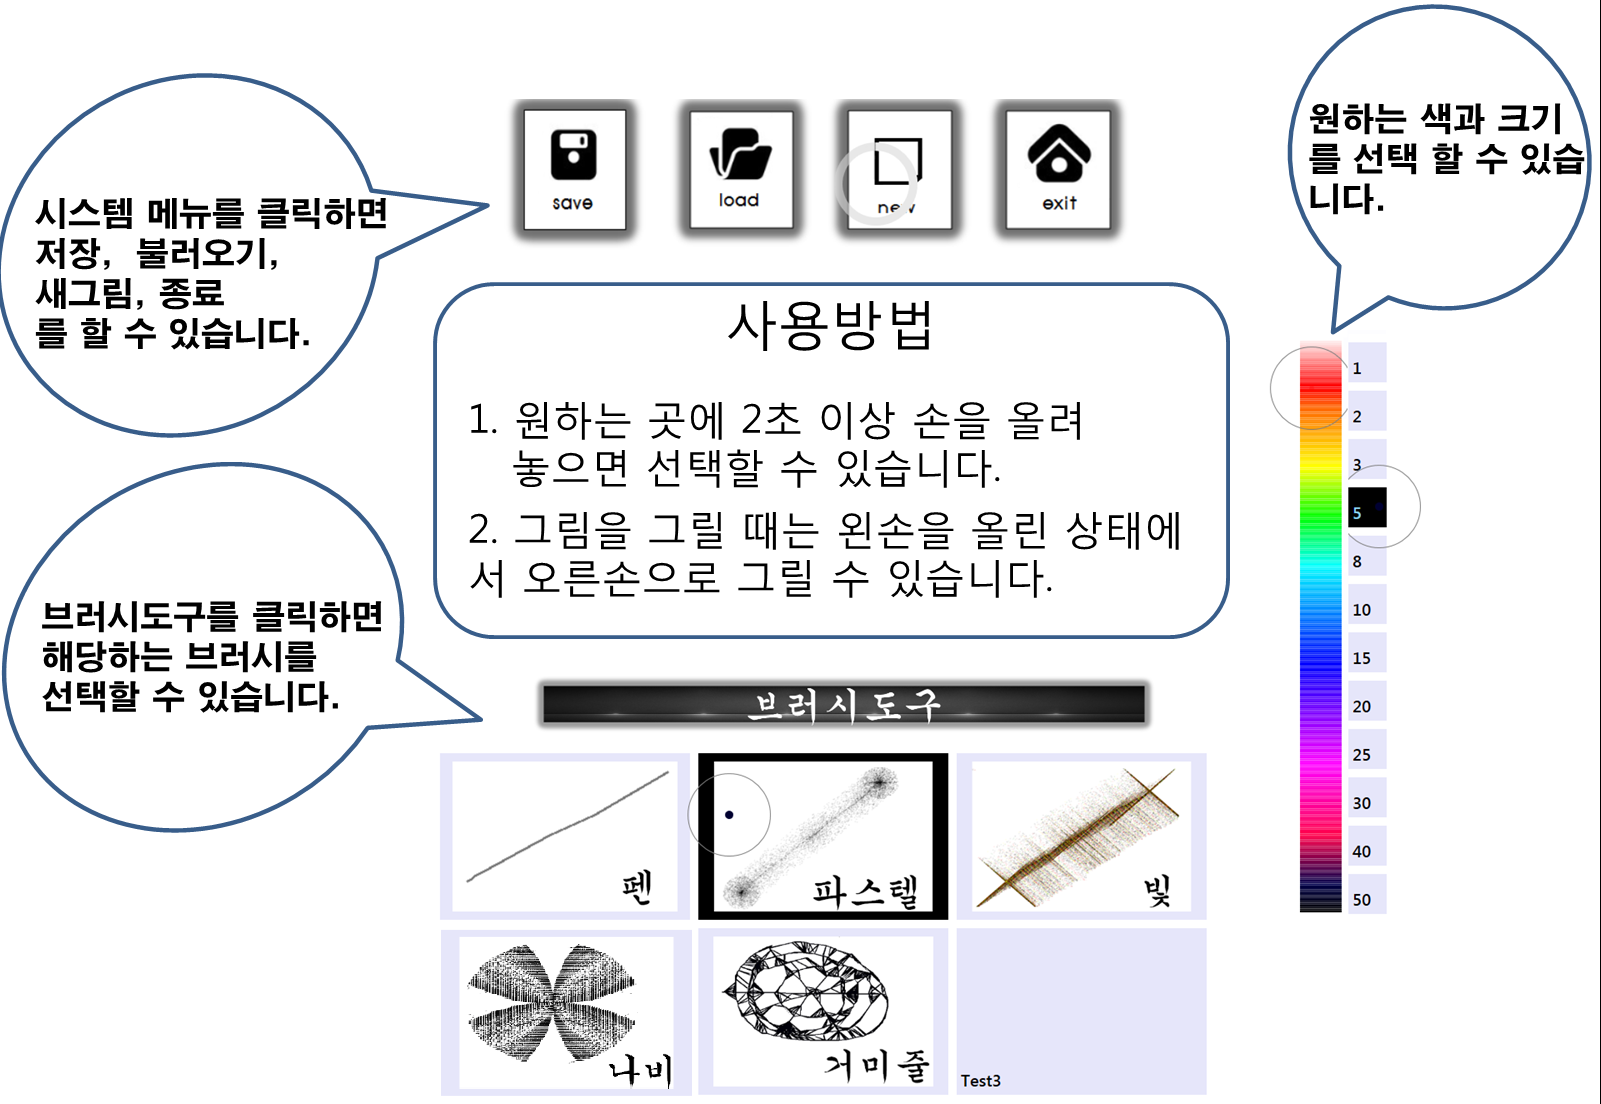 save
load
new
exit
원하는 색과 크기
를 선택 할 수 있습
니다.
시스템 메뉴를 클릭하면
저장, 불러오기,
새그림, 종료
를 할 수 있습니다.
사용방법
1. 원하는 곳에 2초 이상 손을 올려
놓으면 선택할 수 있습니다.
2. 그림을 그릴 때는 왼손을 올린 상태에
서 오른손으로 그릴 수 있습니다.
1
2
3
5
8
10
15
20
25
30
40
50
브러시도구를 클릭하면
해당하는 브러시를
선택할 수 있습니다.
브러시도구
펜
파스텔
빛
나비
거미줄
Test3